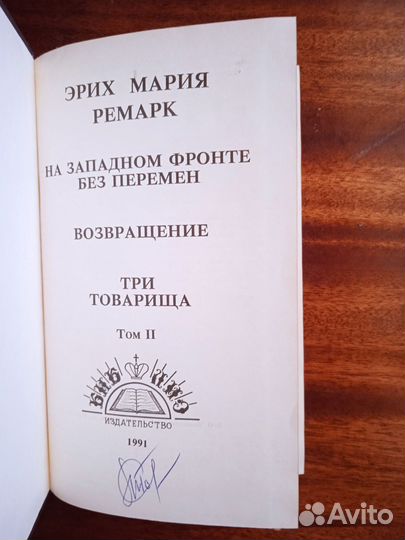 ЭРИХ МАРИЯ
РЕМАРК
НА ЗАПАДНОМ ФРОНТЕ
БЕЗ ПЕРЕМЕН
ВОЗВРАЩЕНИЕ
ТРИ
ТОВАРИЩА
Том II
ИЗДАТЕЛЬСТВО
1991
Avito